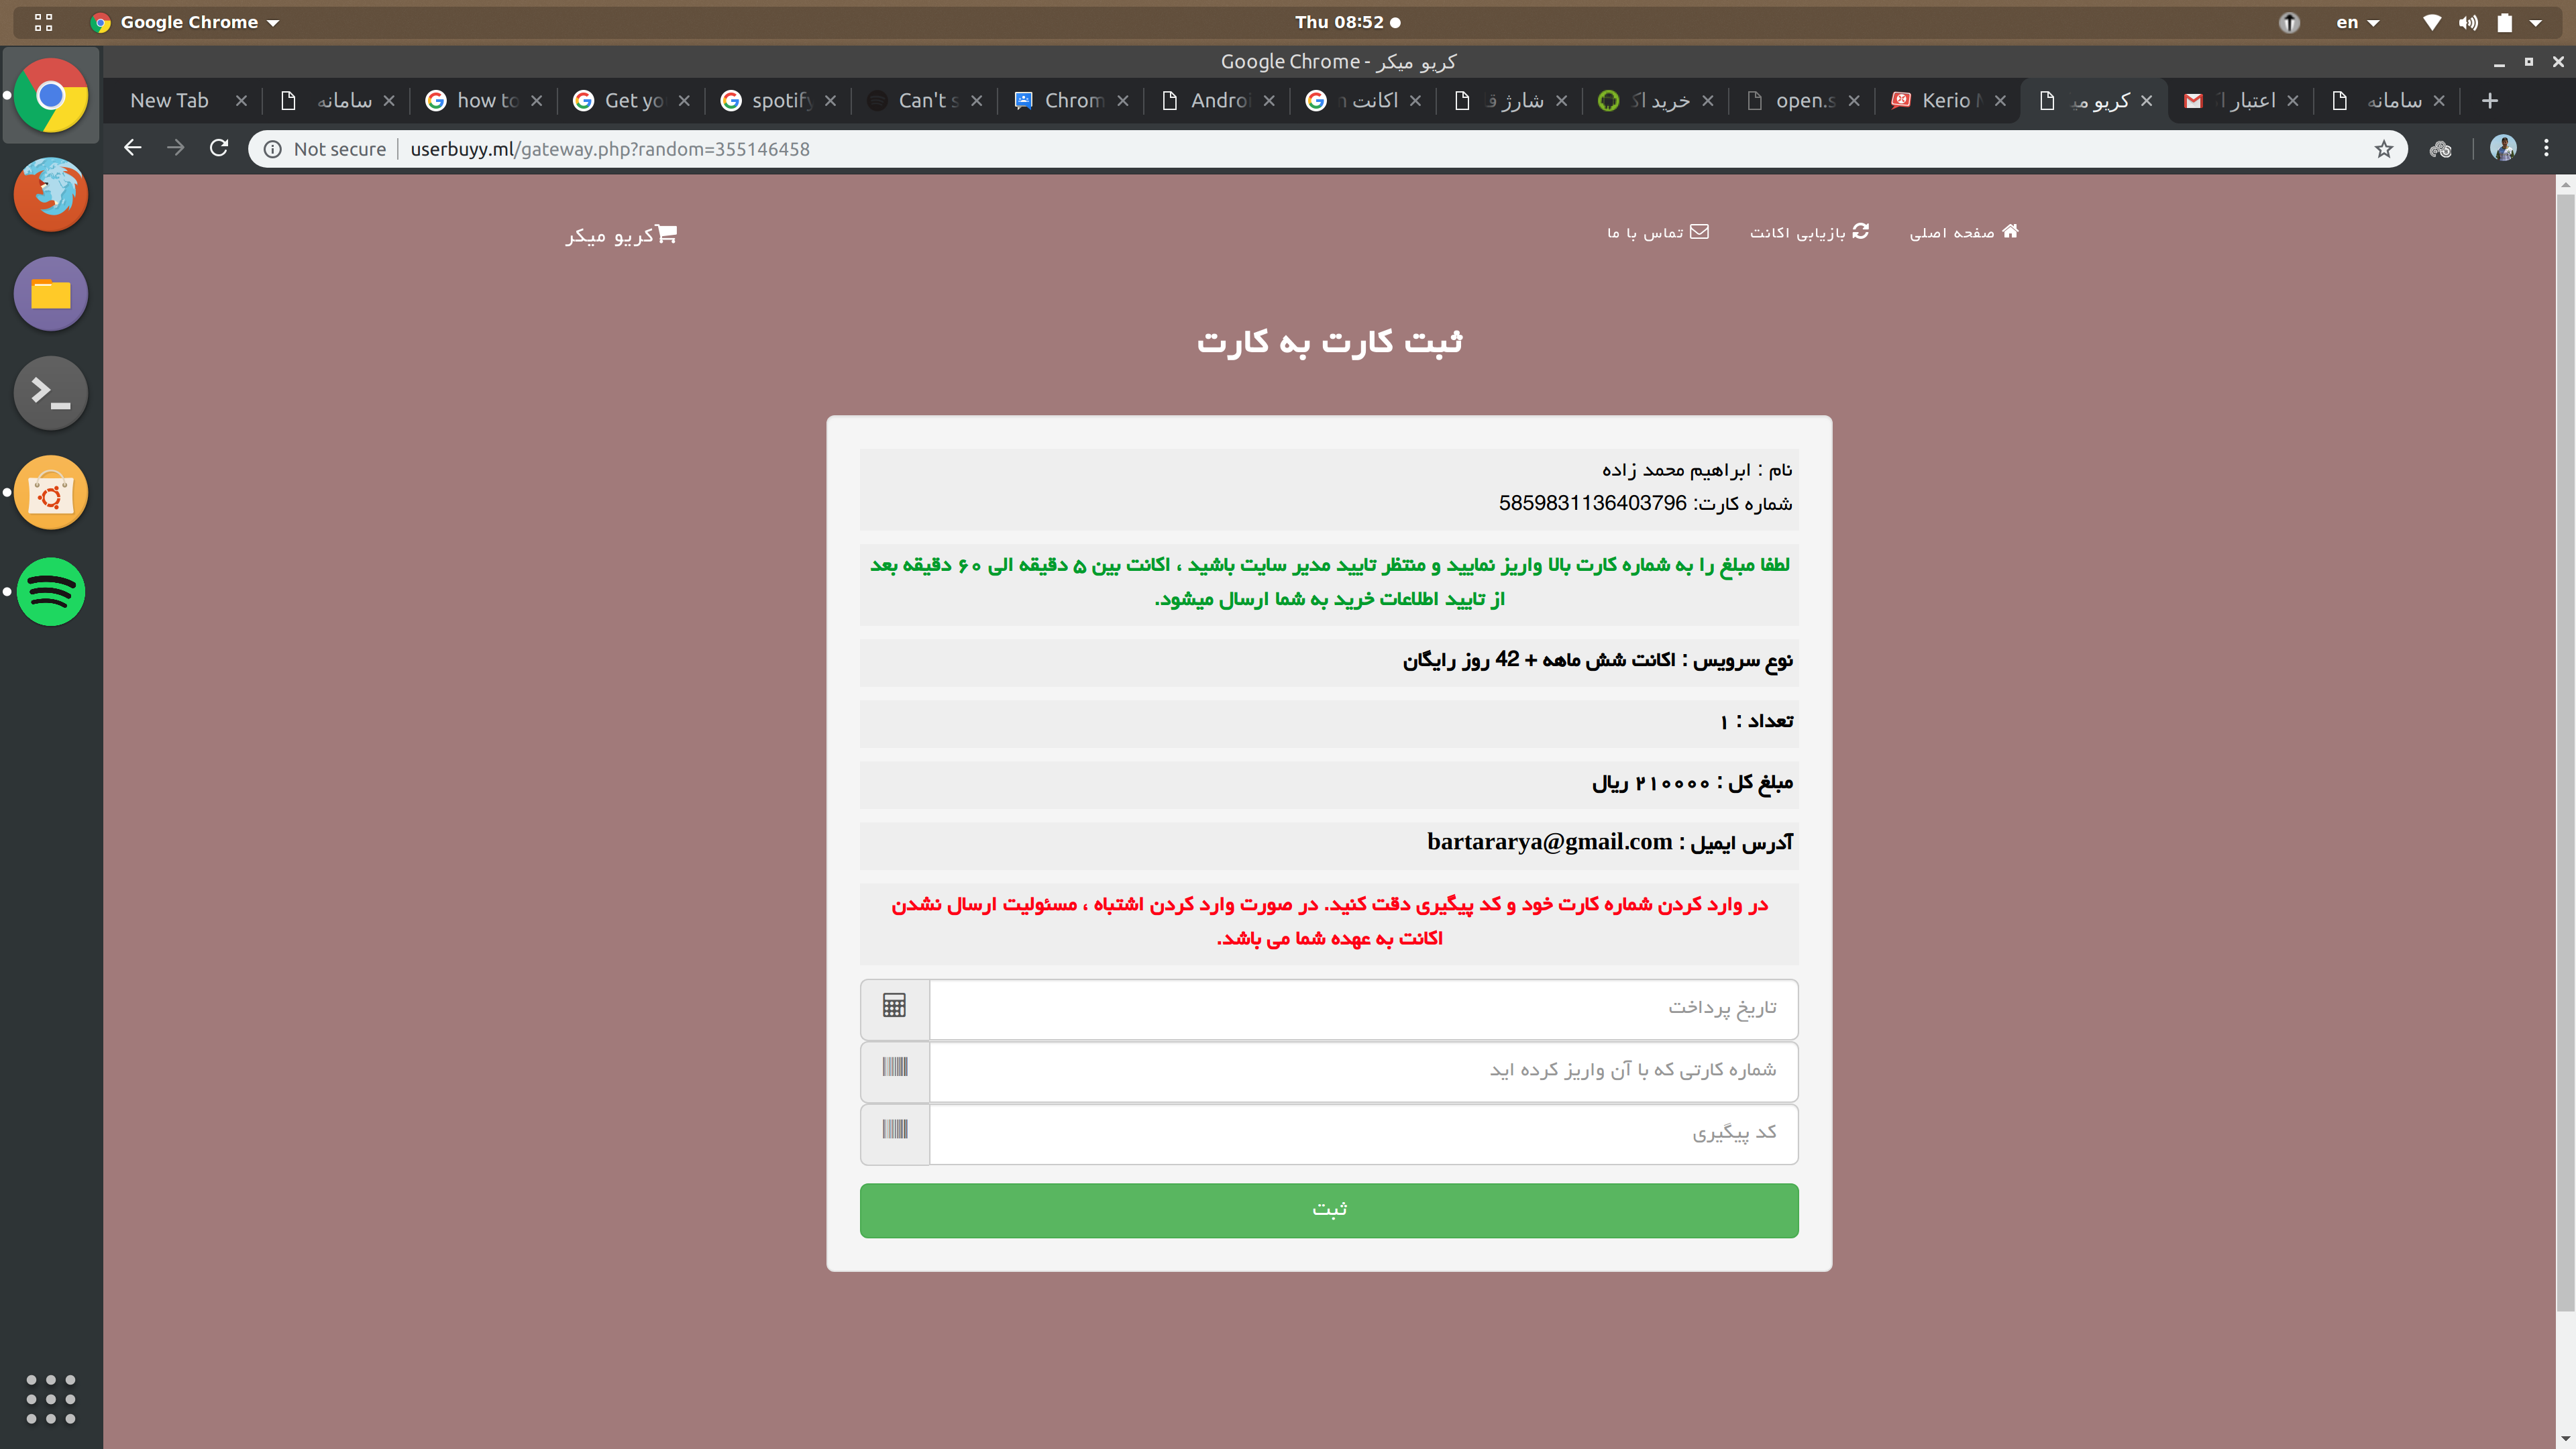 Google Chrome
Thu 08:52
en
کریو میکر - Google Chrome
New Tab
سامانه
how to
Get yo
spotify
Can't s
Chrom
Androi
اکانت
شارژ
خرید اک
open.s
Kerio
کریو می
اعتبار ا
سامانه
Not secure
userbuyy.ml/gateway.php?random=355146458
کریو میکر
صفحه اصلی
بازیابی اکانت
تماس با ما
ثبت کارت به کارت
نام : ابراهیم محمد زاده
شماره کارت: 5859831136403796
لطفا مبلغ را به شماره کارت بالا واریز نمایید و منتظر تایید مدیر سایت باشید ، اکانت بین ۵ دقیقه الی ۶۰ دقیقه بعد
از تایید اطلاعات خرید به شما ارسال میشود.
نوع سرویس : اکانت شش ماهه + 42 روز رایگان
تعداد : ۱
مبلغ کل : ۲۱۰۰۰۰ ریال
آدرس ایمیل : bartararya@gmail.com
در وارد کردن شماره کارت خود و کد پیگیری دقت کنید. در صورت وارد کردن اشتباه ، مسئولیت ارسال نشدن
اکانت به عهده شما می باشد.
تاریخ پرداخت
شماره کارتی که با آن واریز کرده اید
کد پیگیری
ثبت